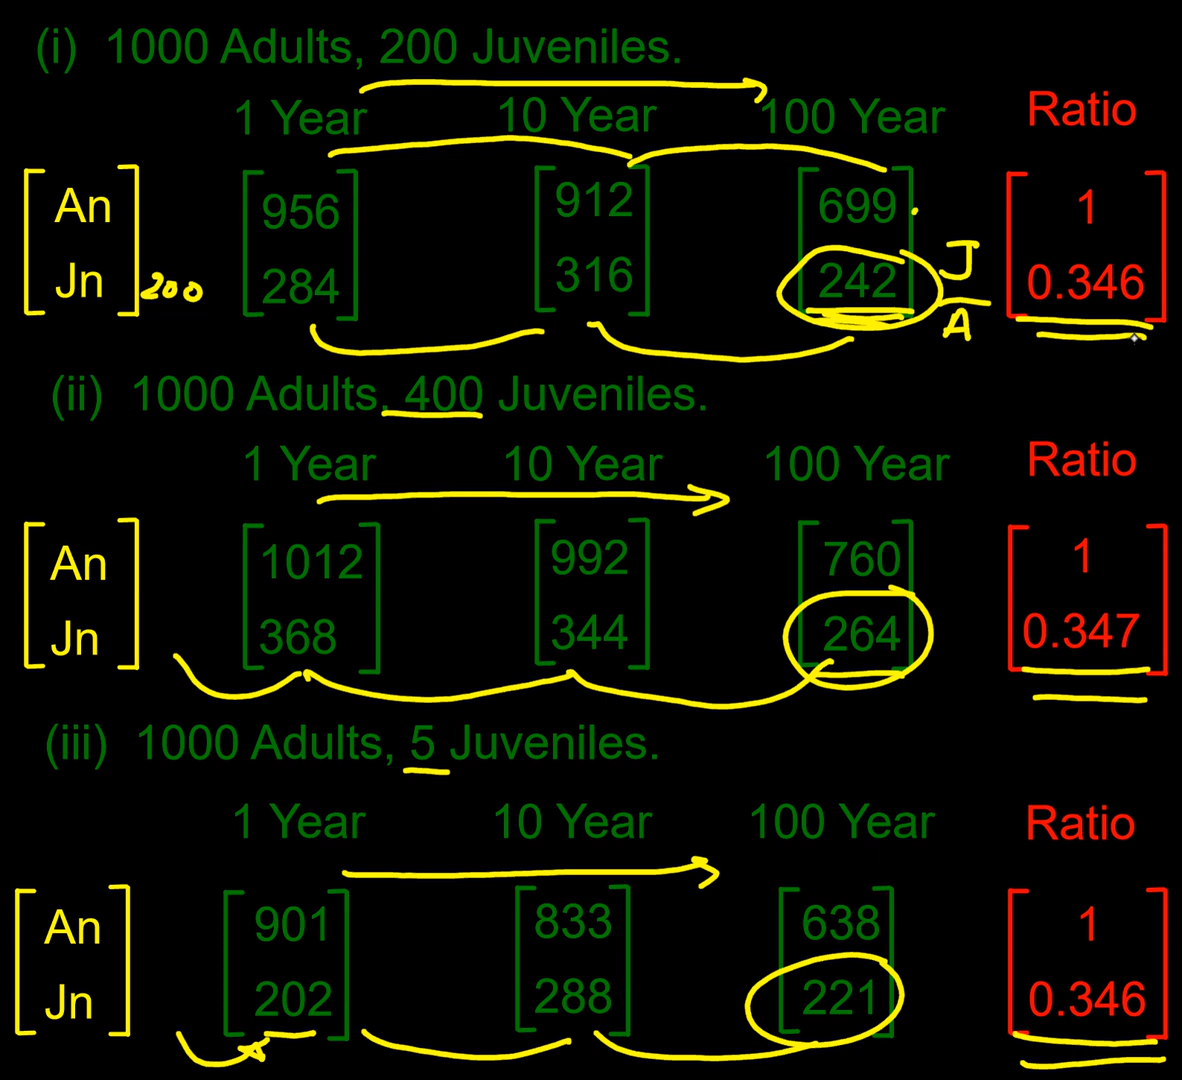 (i) 1000 Adults, 200 Juveniles.
1 Year 10 Year 100 Year Ratio
An 956 912 699 1
Jn 200 284 316 242 J/A 0.346
(ii) 1000 Adults, 400 Juveniles.
1 Year 10 Year 100 Year Ratio
An 1012 992 760 1
Jn 368 344 264 0.347
(iii) 1000 Adults, 5 Juveniles.
1 Year 10 Year 100 Year Ratio
An 901 833 638 1
Jn 202 288 221 0.346